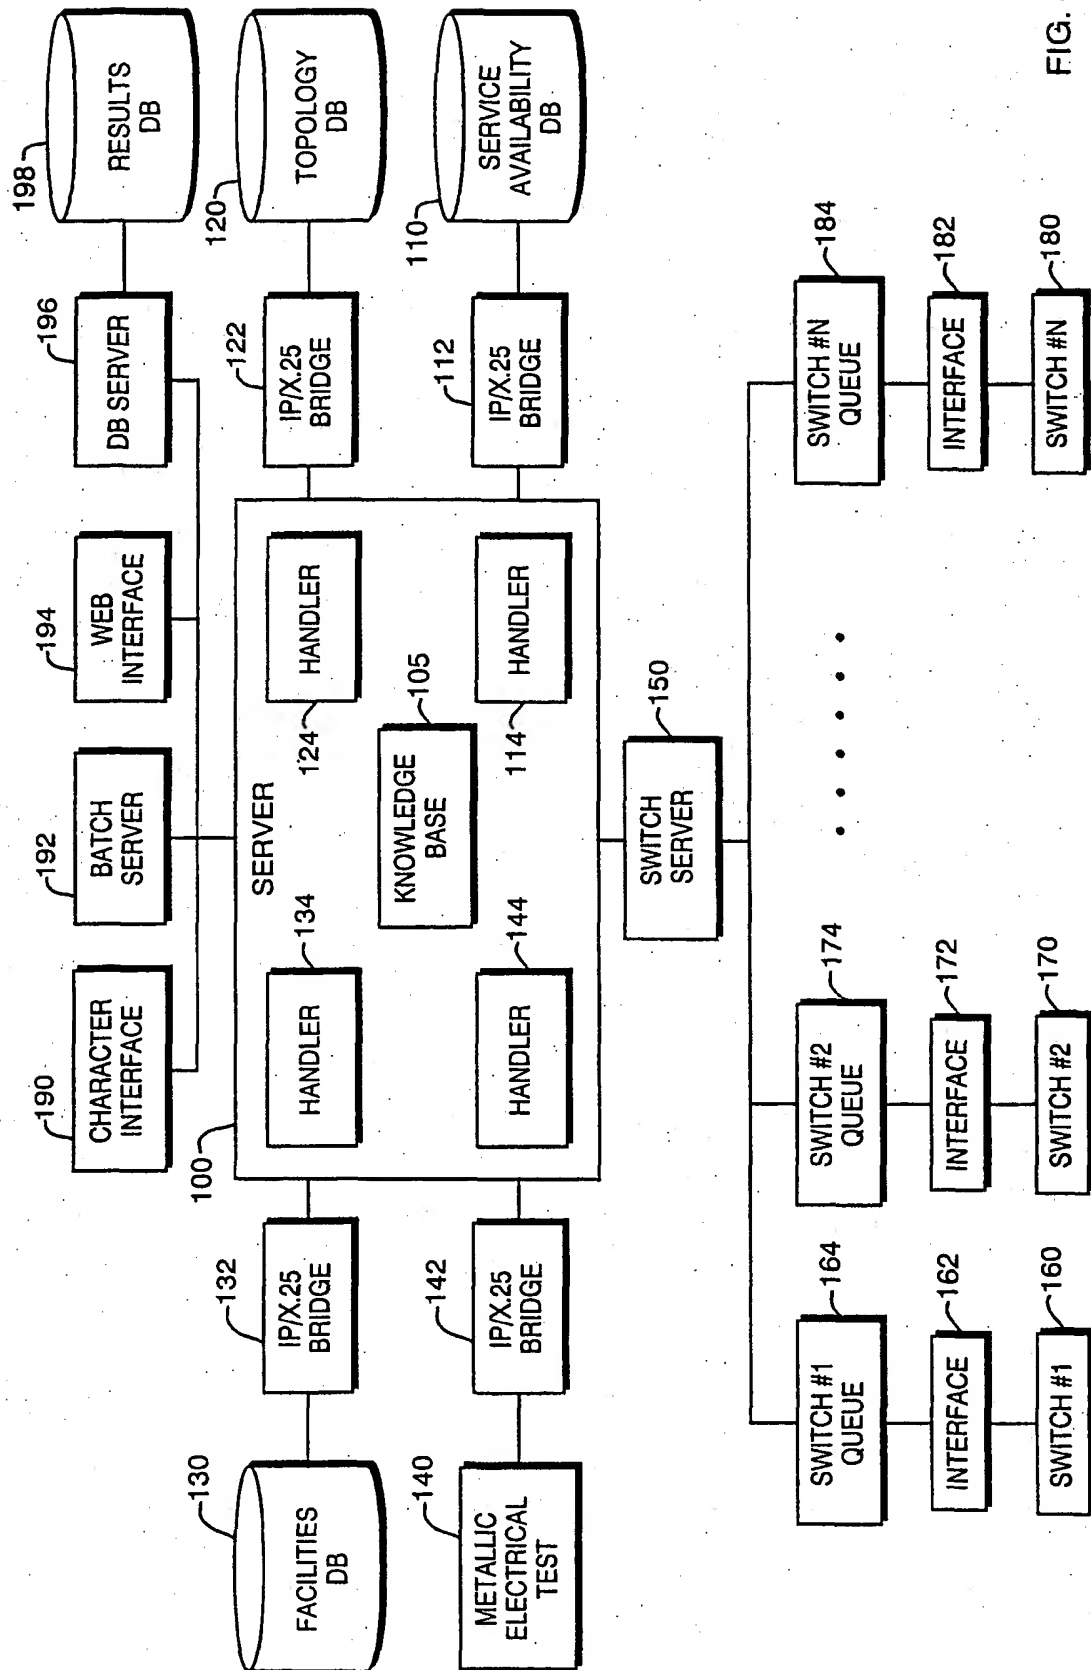 190
CHARACTER
INTERFACE
192
BATCH
SERVER
194
WEB
INTERFACE
196
DB SERVER
198
RESULTS
DB
130
FACILITIES
DB
132
IP/X.25
BRIDGE
100
SERVER
134
HANDLER
124
HANDLER
122
IP/X.25
BRIDGE
120
TOPOLOGY
DB
105
KNOWLEDGE
BASE
140
METALLIC
ELECTRICAL
TEST
142
IP/X.25
BRIDGE
144
HANDLER
114
HANDLER
112
IP/X.25
BRIDGE
110
SERVICE
AVAILABILITY
DB
150
SWITCH
SERVER
164
SWITCH #1
QUEUE
174
SWITCH #2
QUEUE
184
SWITCH #N
QUEUE
162
INTERFACE
172
INTERFACE
182
INTERFACE
160
SWITCH #1
170
SWITCH #2
180
SWITCH #N
FIG.